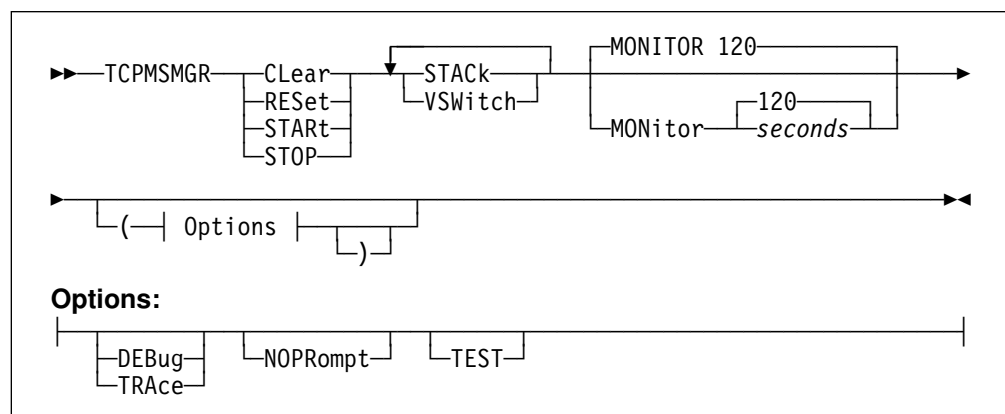 MONITOR 120
TCPMSMGR CLear STACk
RESet VSWitch 120
STARt MONitor seconds
STOP
( Options )
Options:
DEBug NOPRompt TEST
TRAce